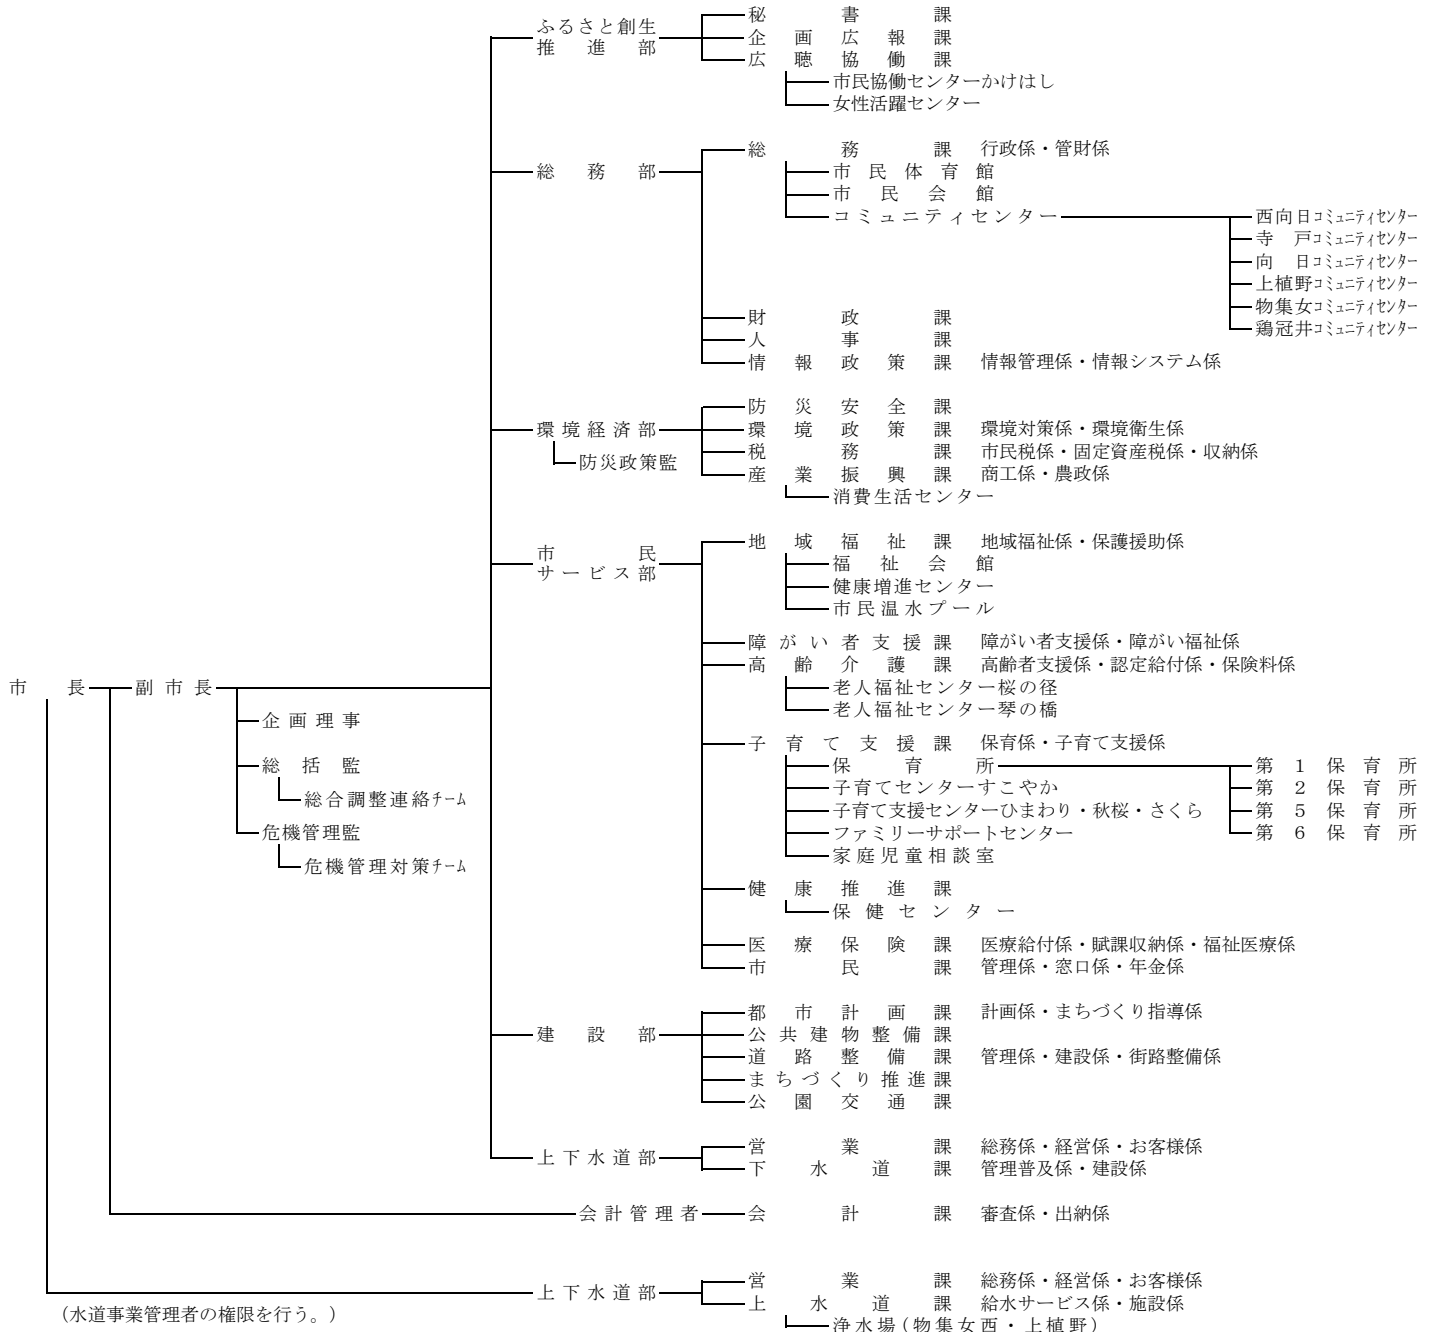 ふるさと創生
推進部
秘書課
企画広報課
広聴協働課
市民協働センターかけはし
女性活躍センター
総務部
総務課 行政係・管財係
市民体育館
市民会館
コミュニティセンター
西向日コミュニティセンター
寺戸コミュニティセンター
向日コミュニティセンター
上植野コミュニティセンター
物集女コミュニティセンター
鶏冠井コミュニティセンター
財政課
人事課
情報政策課 情報管理係・情報システム係
環境経済部
防災政策監
防災安全課
環境政策課 環境対策係・環境衛生係
税務課 市民税係・固定資産税係・収納係
産業振興課 商工係・農政係
消費生活センター
市民
サービス部
地域福祉課 地域福祉係・保護援助係
福祉会館
健康増進センター
市民温水プール
障がい者支援課 障がい者支援係・障がい福祉係
高齢介護課 高齢者支援係・認定給付係・保険料係
老人福祉センター桜の径
老人福祉センター琴の橋
市長
副市長
企画理事
総括監
総合調整連絡チーム
危機管理監
危機管理対策チーム
子育て支援課 保育係・子育て支援係
保育所
第1保育所
第2保育所
第5保育所
第6保育所
子育てセンターすこやか
子育て支援センターひまわり・秋桜・さくら
ファミリーサポートセンター
家庭児童相談室
健康推進課
保健センター
医療保険課 医療給付係・賦課収納係・福祉医療係
市民課 管理係・窓口係・年金係
建設部
都市計画課 計画係・まちづくり指導係
公共建物整備課
道路整備課 管理係・建設係・街路整備係
まちづくり推進課
公園交通課
上下水道部
営業課 総務係・経営係・お客様係
下水道課 管理普及係・建設係
会計管理者
会計課 審査係・出納係
上下水道部
(水道事業管理者の権限を行う。)
営業課 総務係・経営係・お客様係
上水道課 給水サービス係・施設係
浄水場(物集女西・上植野)